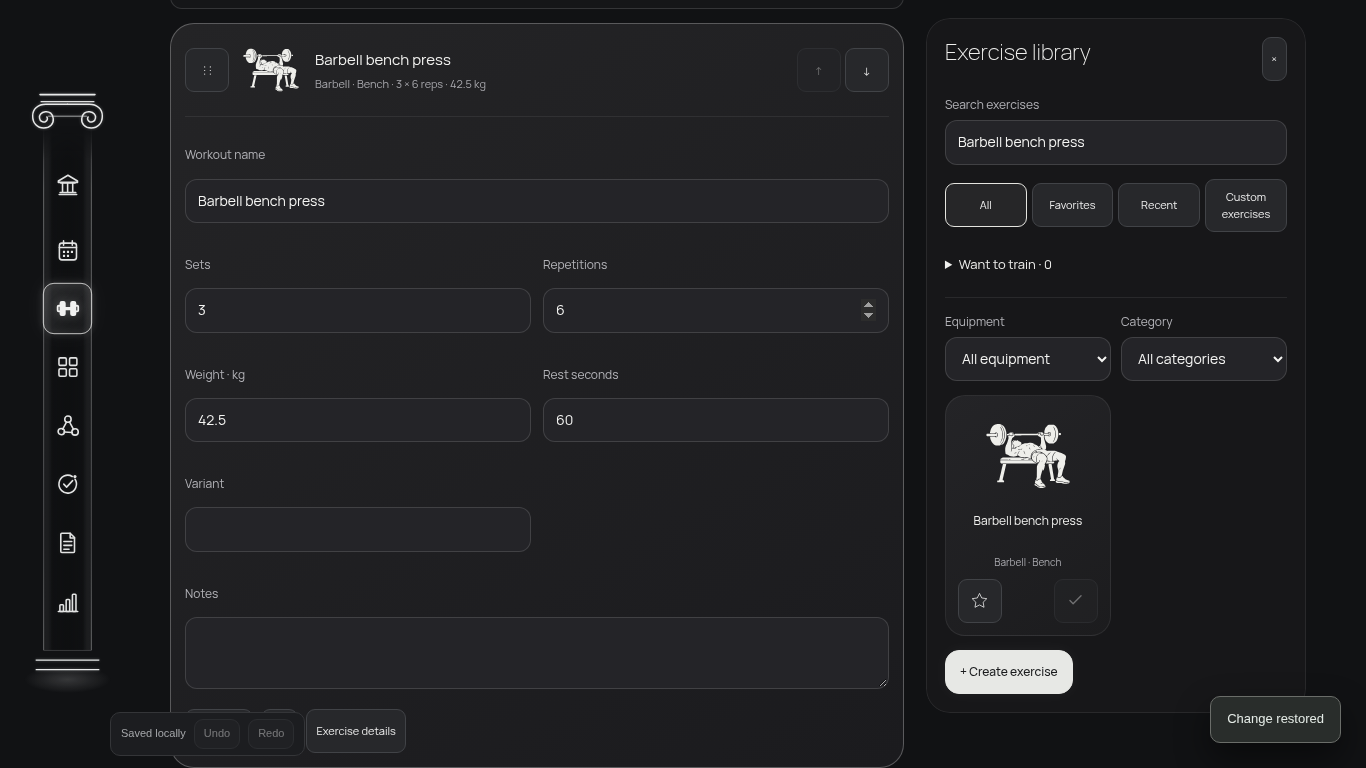 Barbell bench press
Barbell · Bench · 3 × 6 reps · 42.5 kg
↑
↓
Workout name
Barbell bench press
Sets
Repetitions
3
6
Weight · kg
Rest seconds
42.5
60
Variant
Notes
Saved locally
Undo
Redo
Exercise details
Exercise library
×
Search exercises
Barbell bench press
All
Favorites
Recent
Custom
exercises
Want to train · 0
Equipment
Category
All equipment
All categories
Barbell bench press
Barbell · Bench
+ Create exercise
Change restored